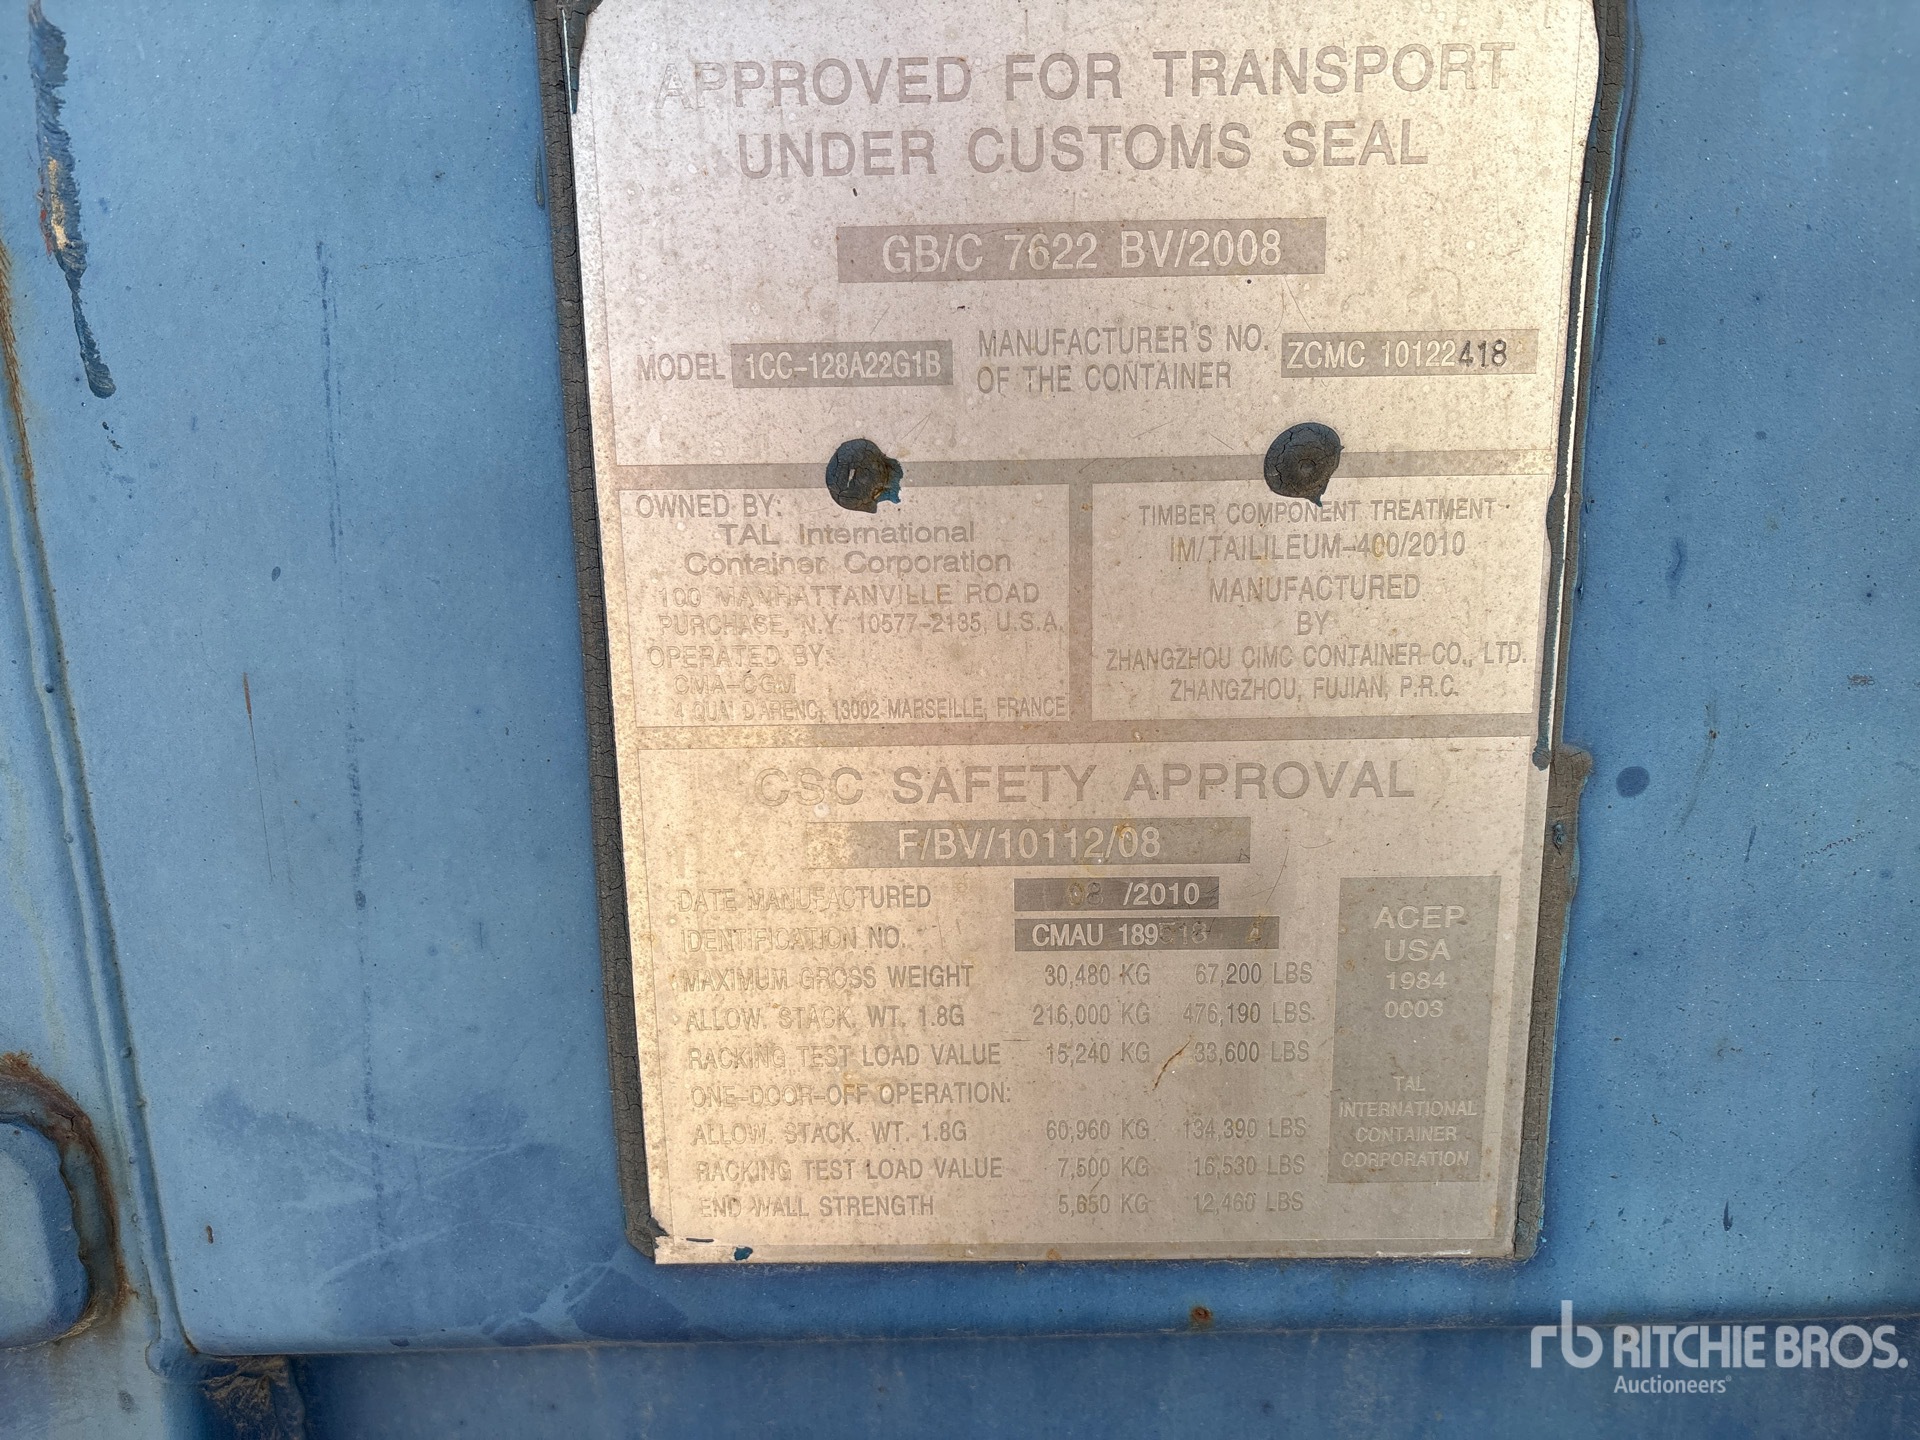 APPROVED FOR TRANSPORT
UNDER CUSTOMS SEAL
GB/C 7622 BV/2008
MODEL 1CC-128A22G1B MANUFACTURER'S NO. OF THE CONTAINER ZCMC 10122418
OWNED BY:
TAL International
Container Corporation
100 MANHATTANVILLE ROAD
PURCHASE, N.Y. 10577-2135, U.S.A.
OPERATED BY:
CMA-CGM
4 QUAI D'ARENC, 13002 MARSEILLE, FRANCE
TIMBER COMPONENT TREATMENT
IM/TAILILEUM-400/2010
MANUFACTURED
BY
ZHANGZHOU CIMC CONTAINER CO., LTD.
ZHANGZHOU, FUJIAN, P.R.C.
CSC SAFETY APPROVAL
F/BV/10112/08
DATE MANUFACTURED 08 /2010
IDENTIFICATION NO. CMAU
MAXIMUM GROSS WEIGHT 30,480 KG 67,200 LBS
ALLOW. STACK. WT. 1.8G 216,000 KG 476,190 LBS
RACKING TEST LOAD VALUE 15,240 KG 33,600 LBS
ONE-DOOR-OFF OPERATION:
ALLOW. STACK. WT. 1.8G 60,960 KG 134,390 LBS
RACKING TEST LOAD VALUE 7,500 KG 16,530 LBS
END WALL STRENGTH 5,650 KG 12,460 LBS
ACEP
USA
1984
0003
TAL
INTERNATIONAL
CONTAINER
CORPORATION
rb RITCHIE BROS.
Auctioneers